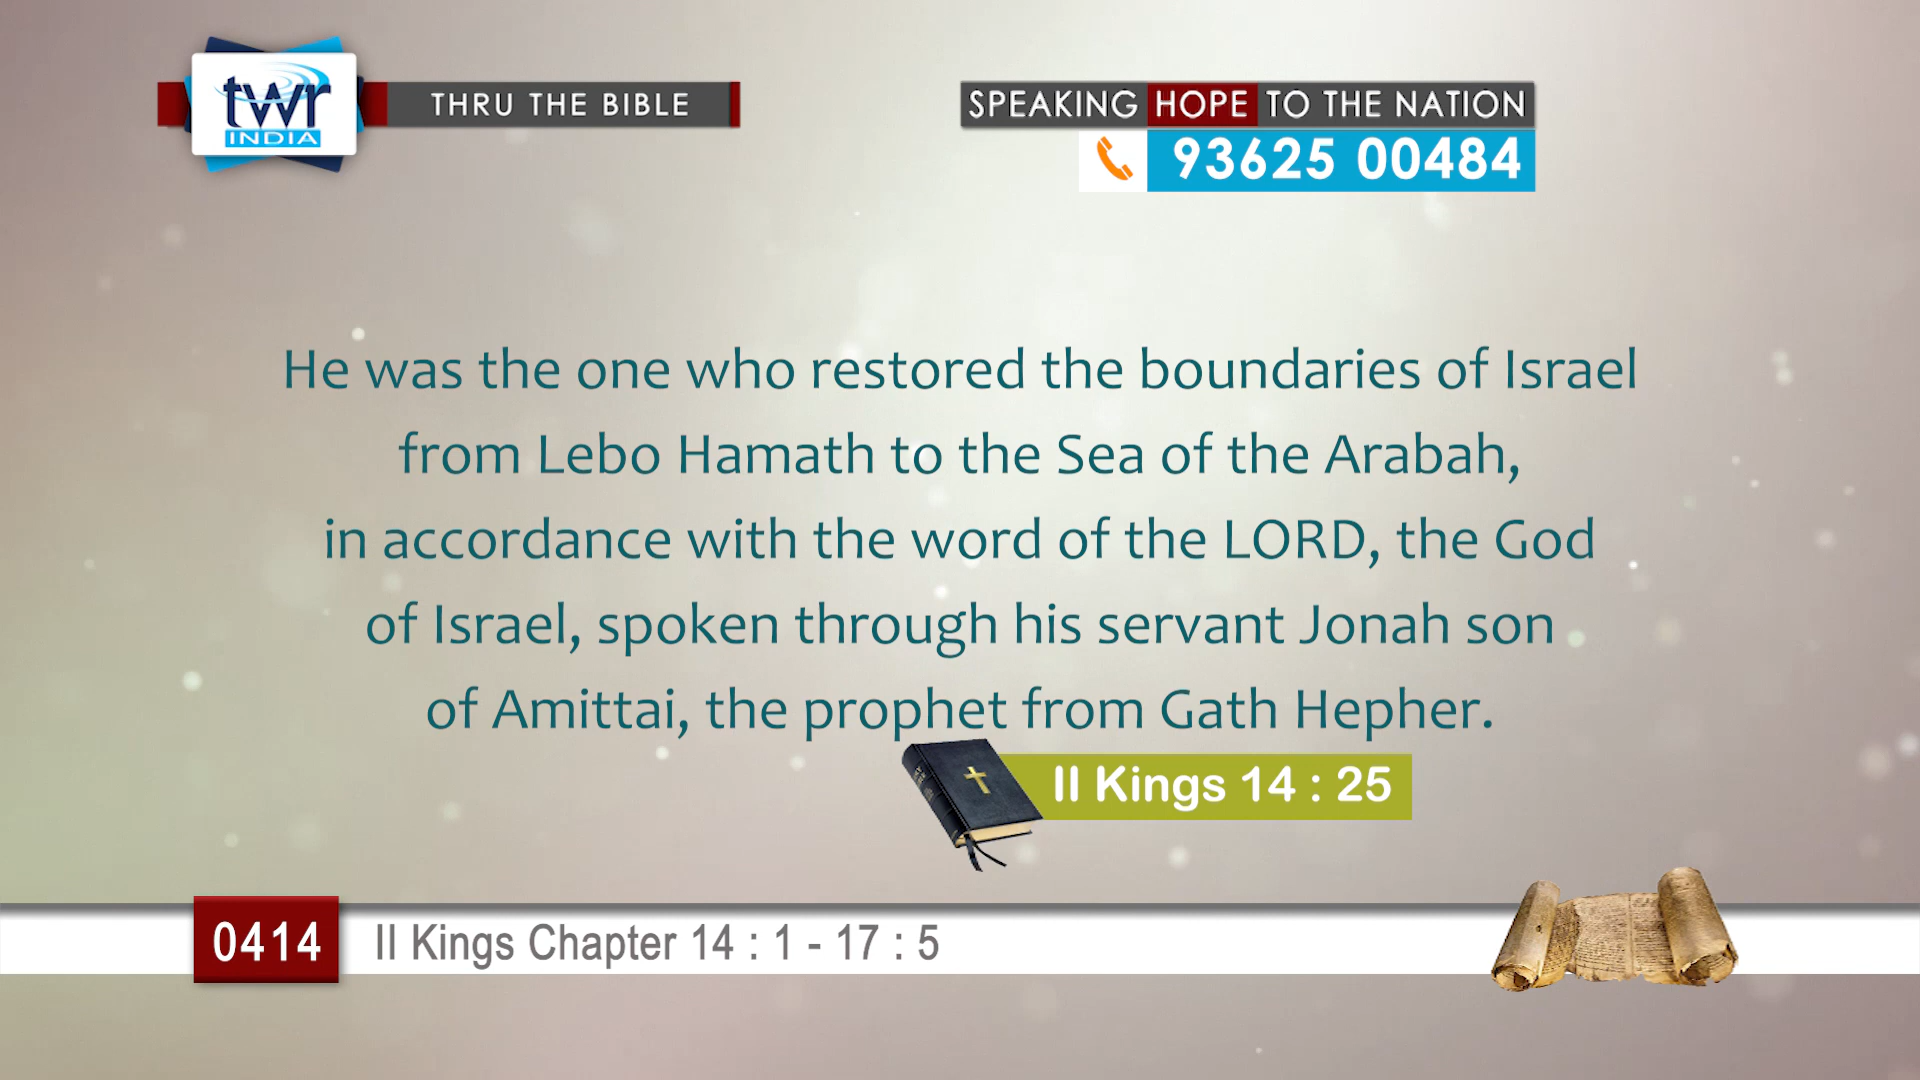 twr
INDIA
THRU THE BIBLE
SPEAKING HOPE TO THE NATION
93625 00484
He was the one who restored the boundaries of Israel
from Lebo Hamath to the Sea of the Arabah,
in accordance with the word of the LORD, the God
of Israel, spoken through his servant Jonah son
of Amittai, the prophet from Gath Hepher.
II Kings 14 : 25
0414
II Kings Chapter 14 : 1 - 17 : 5